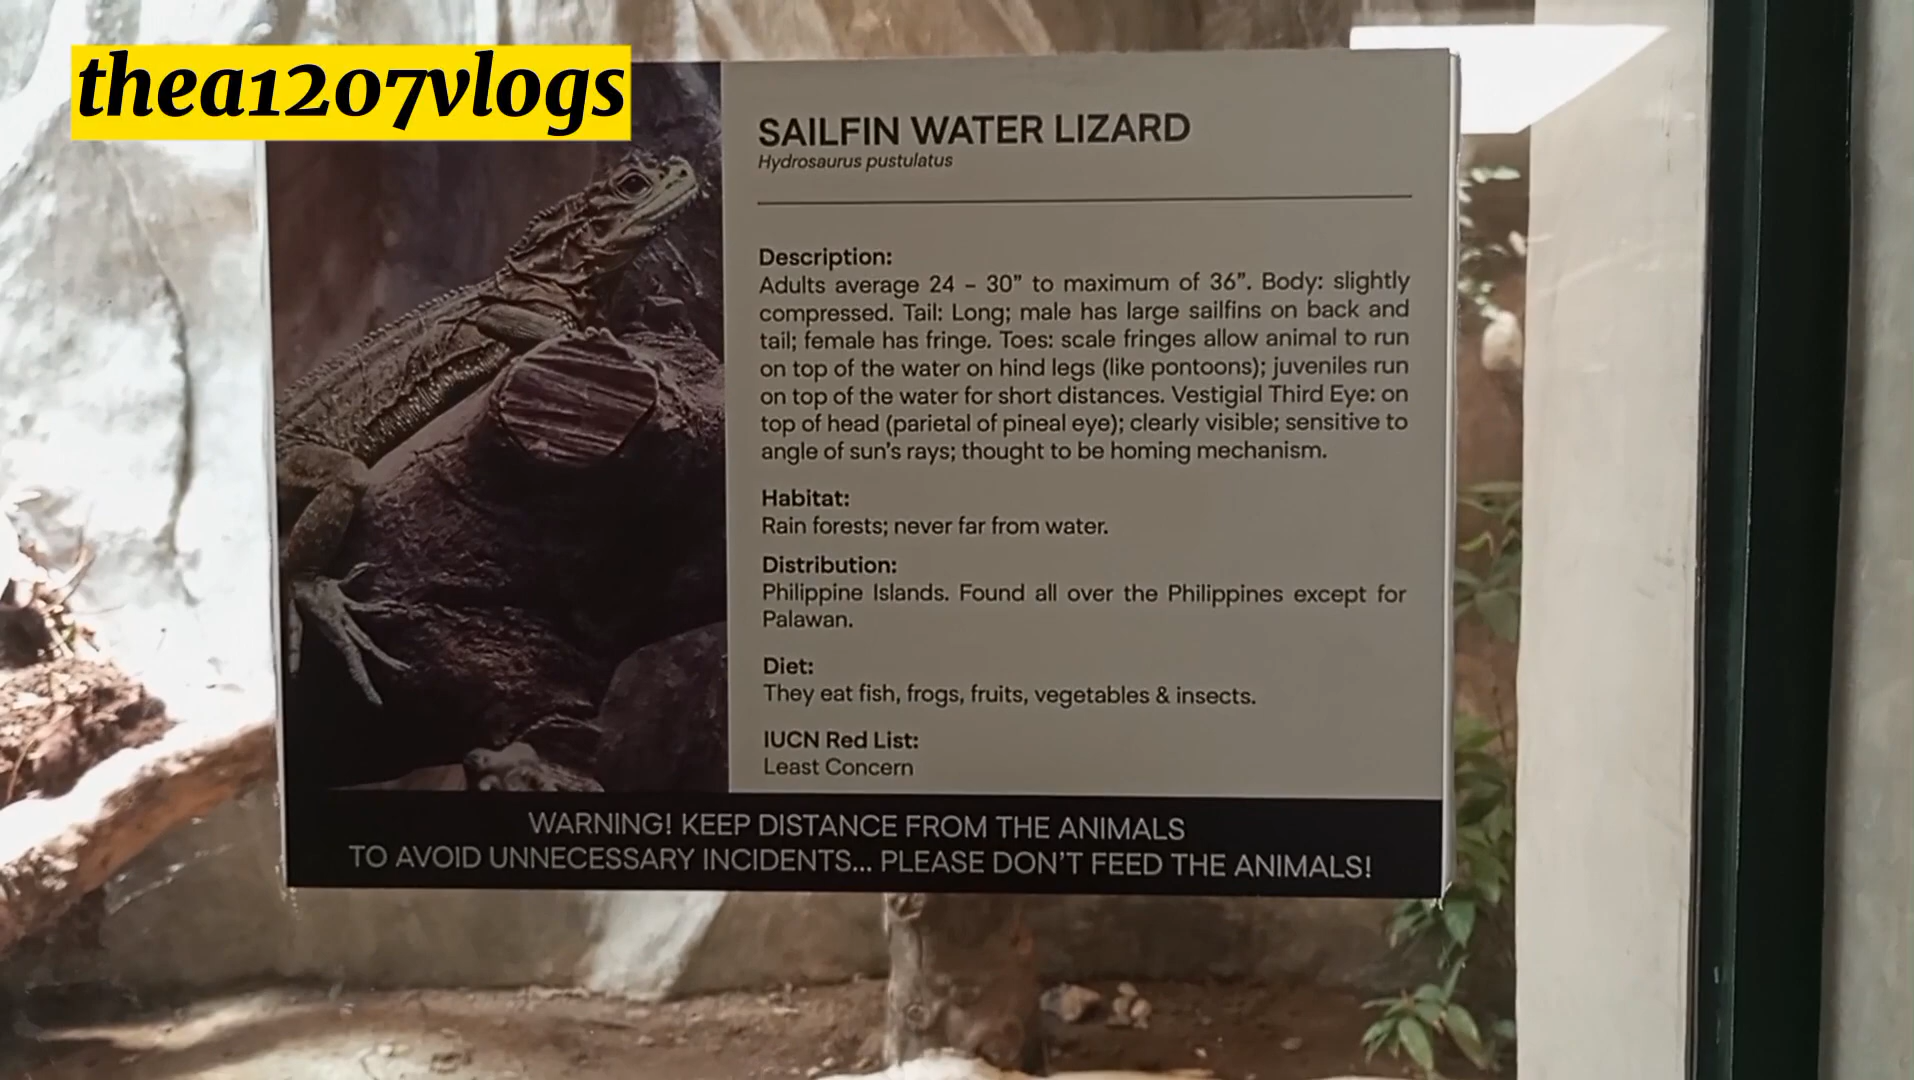 thea1207vlogs
SAILFIN WATER LIZARD
Hydrosaurus pustulatus
Description:
Adults average 24 – 30” to maximum of 36”. Body: slightly
compressed. Tail: Long; male has large sailfins on back and
tail; female has fringe. Toes: scale fringes allow animal to run
on top of the water on hind legs (like pontoons); juveniles run
on top of the water for short distances. Vestigial Third Eye: on
top of head (parietal of pineal eye); clearly visible; sensitive to
angle of sun's rays; thought to be homing mechanism.
Habitat:
Rain forests; never far from water.
Distribution:
Philippine Islands. Found all over the Philippines except for
Palawan.
Diet:
They eat fish, frogs, fruits, vegetables & insects.
IUCN Red List:
Least Concern
WARNING! KEEP DISTANCE FROM THE ANIMALS
TO AVOID UNNECESSARY INCIDENTS... PLEASE DON’T FEED THE ANIMALS!